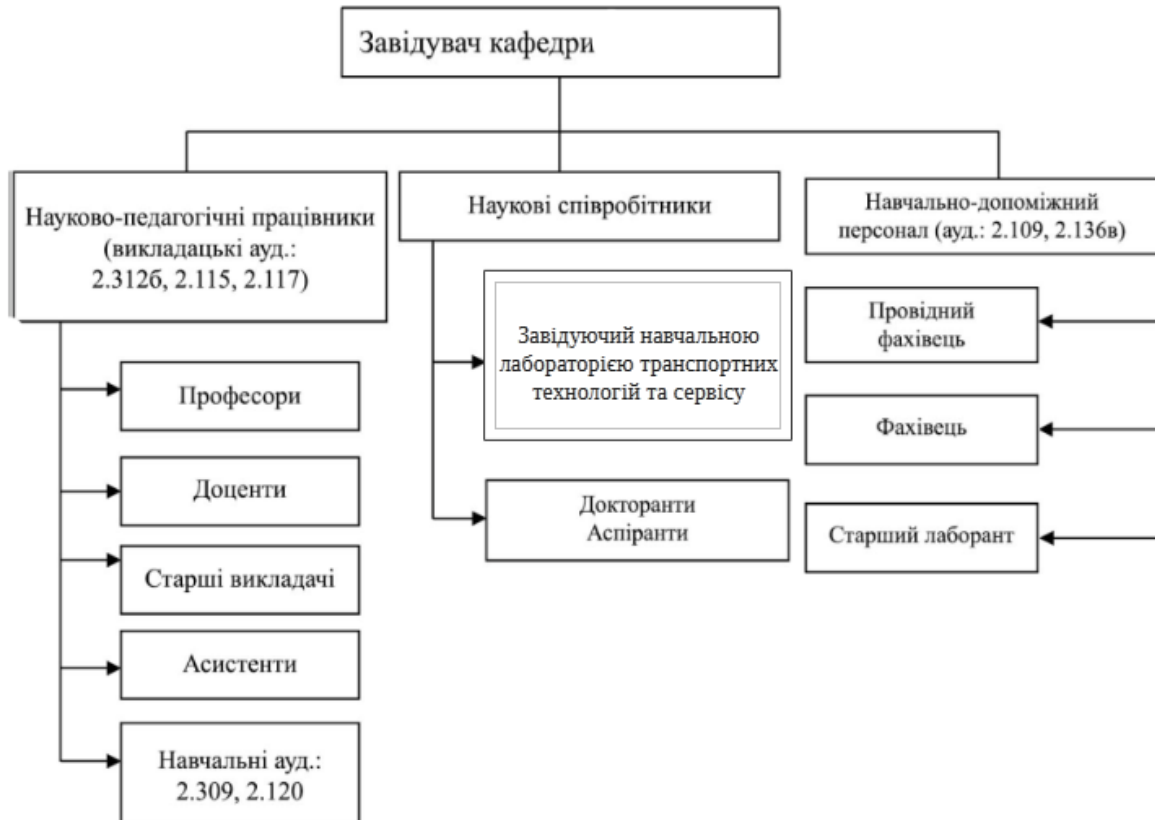 Завідувач кафедри
Науково-педагогічні працівники
(викладацькі ауд.:
2.312б, 2.115, 2.117)
Професори
Доценти
Старші викладачі
Асистенти
Навчальні ауд.:
2.309, 2.120
Наукові співробітники
Завідуючий навчальною
лабораторією транспортних
технологій та сервісу
Докторанти
Аспіранти
Навчально-допоміжний
персонал (ауд.: 2.109, 2.136в)
Провідний
фахівець
Фахівець
Старший лаборант